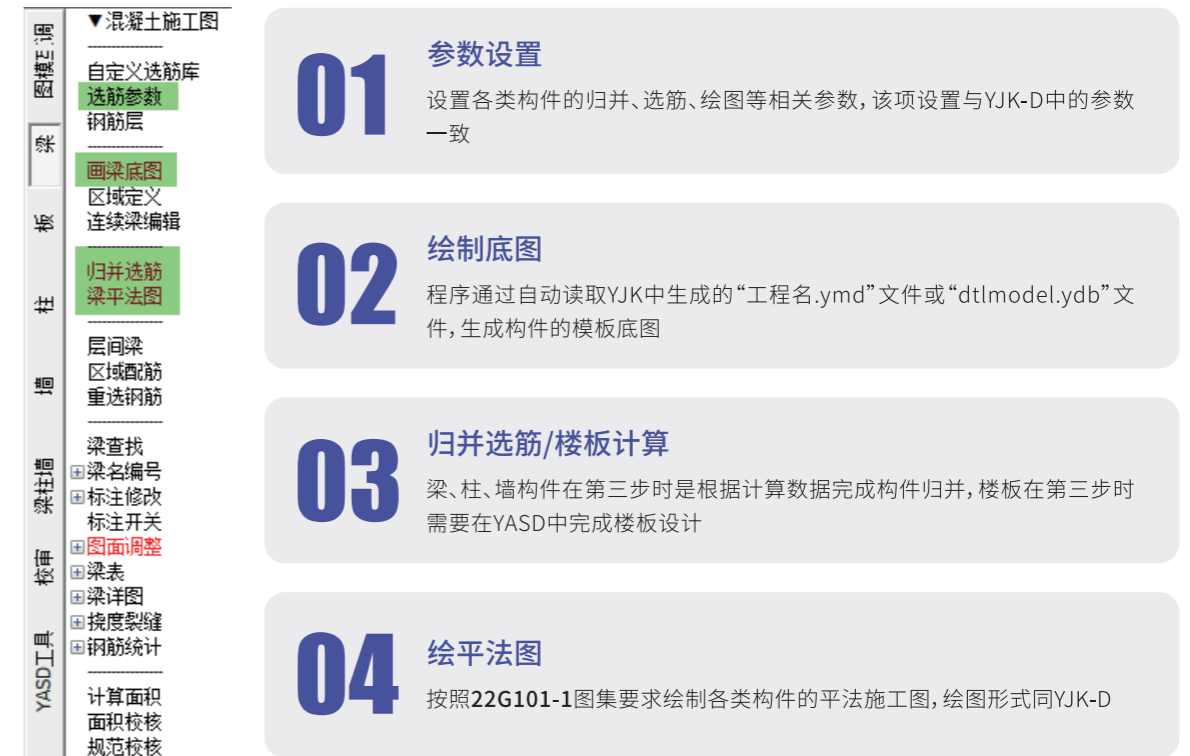 图模互调
梁
板
柱
墙
梁柱墙
校审
YASD工具
▼混凝土施工图
自定义选筋库
选筋参数
钢筋层
画梁底图
区域定义
连续梁编辑
归并选筋
梁平法图
层间梁
区域配筋
重选钢筋
梁查找
梁名编号
标注修改
标注开关
图面调整
梁表
梁详图
挠度裂缝
钢筋统计
计算面积
面积校核
规范校核
01
参数设置
设置各类构件的归并、选筋、绘图等相关参数,该项设置与YJK-D中的参数
一致
02
绘制底图
程序通过自动读取YJK中生成的“工程名.ymd”文件或“dtlmodel.ydb”文
件,生成构件的模板底图
03
归并选筋/楼板计算
梁、柱、墙构件在第三步时是根据计算数据完成构件归并,楼板在第三步时
需要在YASD中完成楼板设计
04
绘平法图
按照22G101-1图集要求绘制各类构件的平法施工图,绘图形式同YJK-D